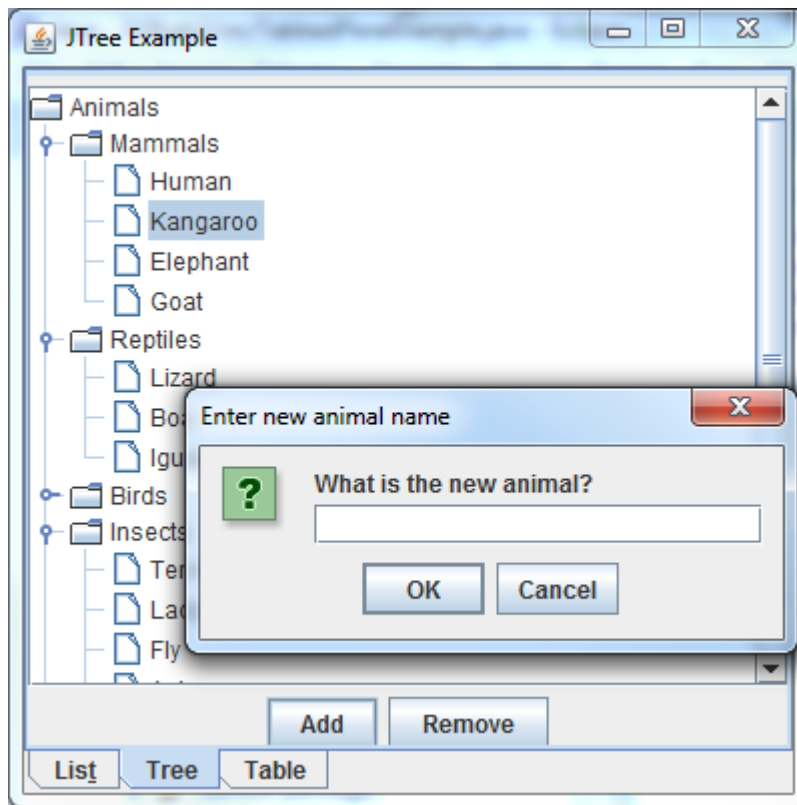 JTree Example
Animals
Mammals
Human
Kangaroo
Elephant
Goat
Reptiles
Lizard
Birds
Insects
Fly
Enter new animal name
What is the new animal?
OK Cancel
Add Remove
List Tree Table